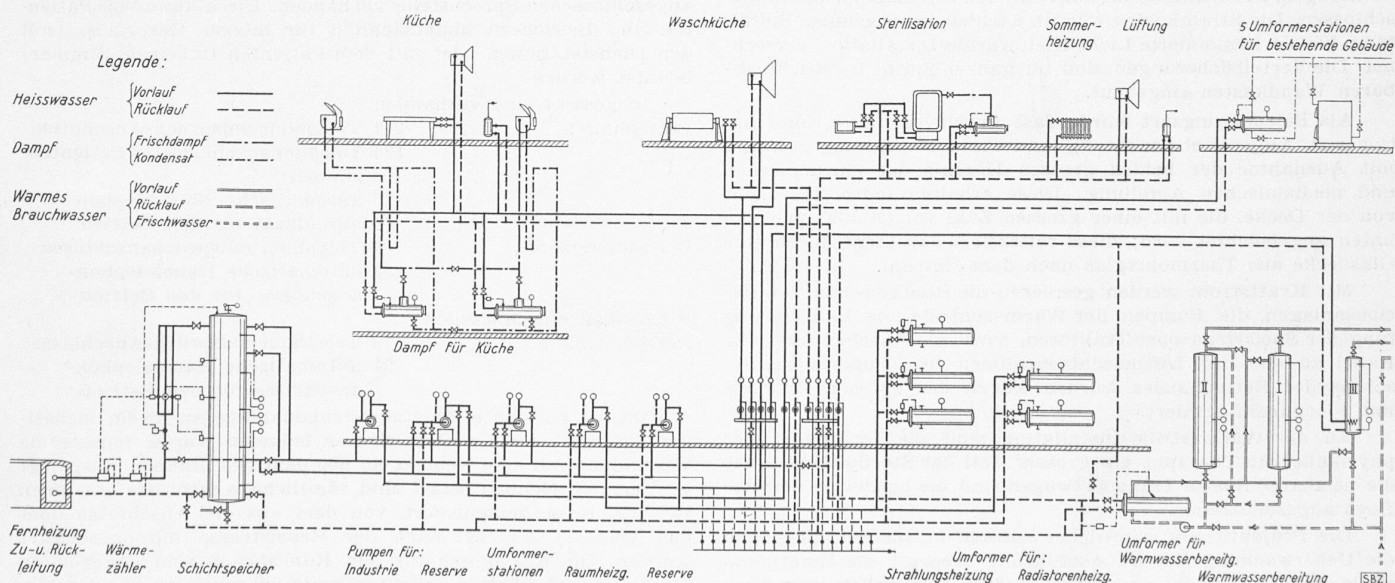 Küche
Waschküche
Sterilisation
Sommer-
heizung
Lüftung
5 Umformerstationen
für bestehende Gebäude
Legende:
Heisswasser
Vorlauf
Rücklauf
Dampf
Frischdampf
Kondensat
Warmes
Brauchwasser
Vorlauf
Rücklauf
Frischwasser
Dampf für Küche
II
I
III
Fernheizung
Zu- u. Rück-
leitung
Wärme-
zähler
Schichtspeicher
Pumpen für:
Industrie
Reserve
Umformer-
stationen
Raumheizg.
Reserve
Umformer für:
Strahlungsheizung
Radiatorenheizg.
Umformer für
Warmwasserbereitg.
Warmwasserbereitung
SBZ